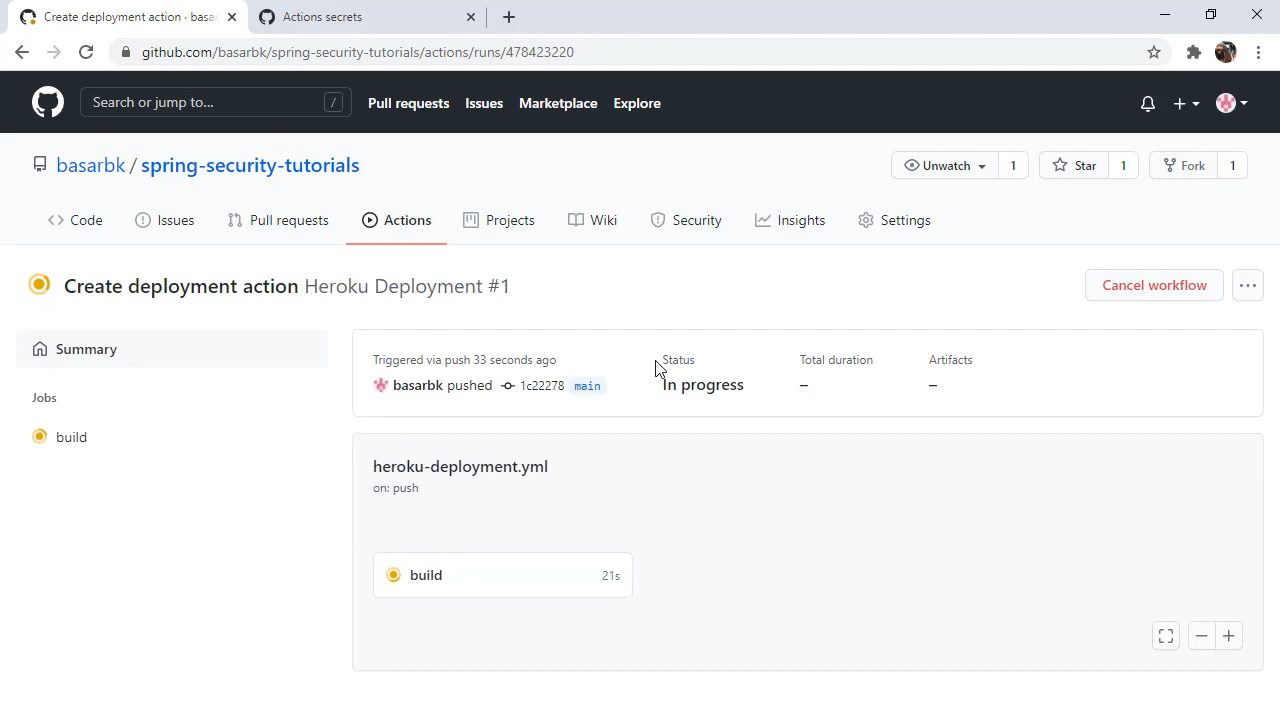 Create deployment action · basar
Actions secrets
github.com/basarbk/spring-security-tutorials/actions/runs/478423220
Search or jump to... /
Pull requests Issues Marketplace Explore
basarbk / spring-security-tutorials
Unwatch 1 Star 1 Fork 1
Code Issues Pull requests Actions Projects Wiki Security Insights Settings
Create deployment action Heroku Deployment #1
Cancel workflow
Summary
Jobs
build
Triggered via push 33 seconds ago
basarbk pushed 1c22278 main
Status
In progress
Total duration
–
Artifacts
–
heroku-deployment.yml
on: push
build 21s